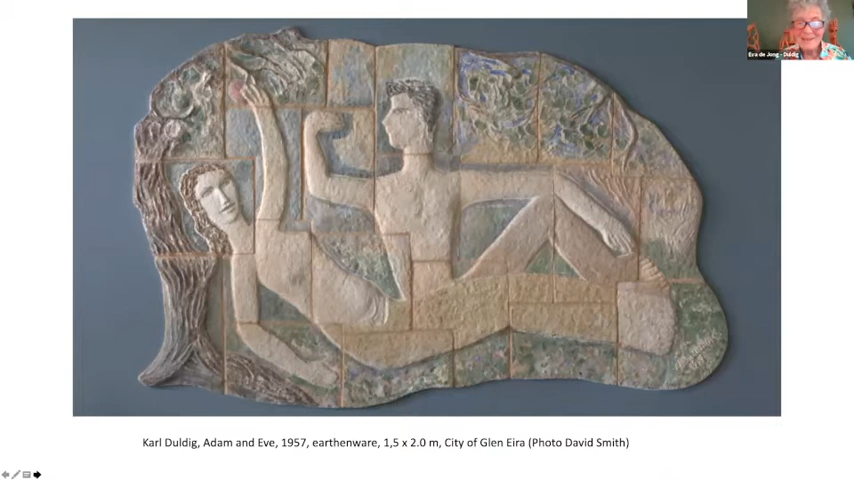 Eva de Jong - Duldig
Karl Duldig, Adam and Eve, 1957, earthenware, 1,5 x 2.0 m, City of Glen Eira (Photo David Smith)